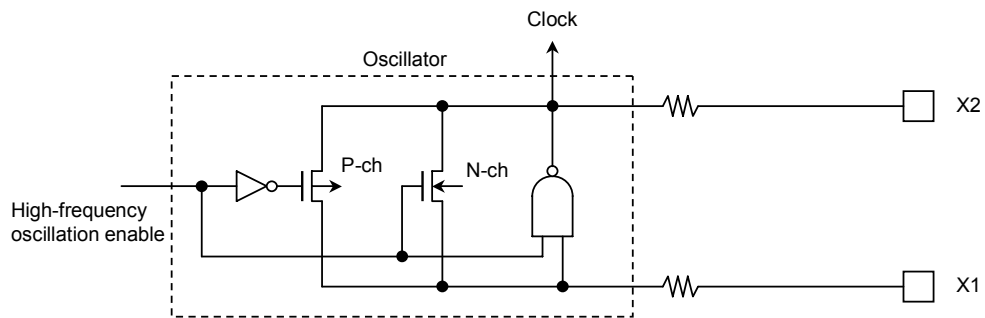 Clock
Oscillator
X2
P-ch
N-ch
High-frequency
oscillation enable
X1